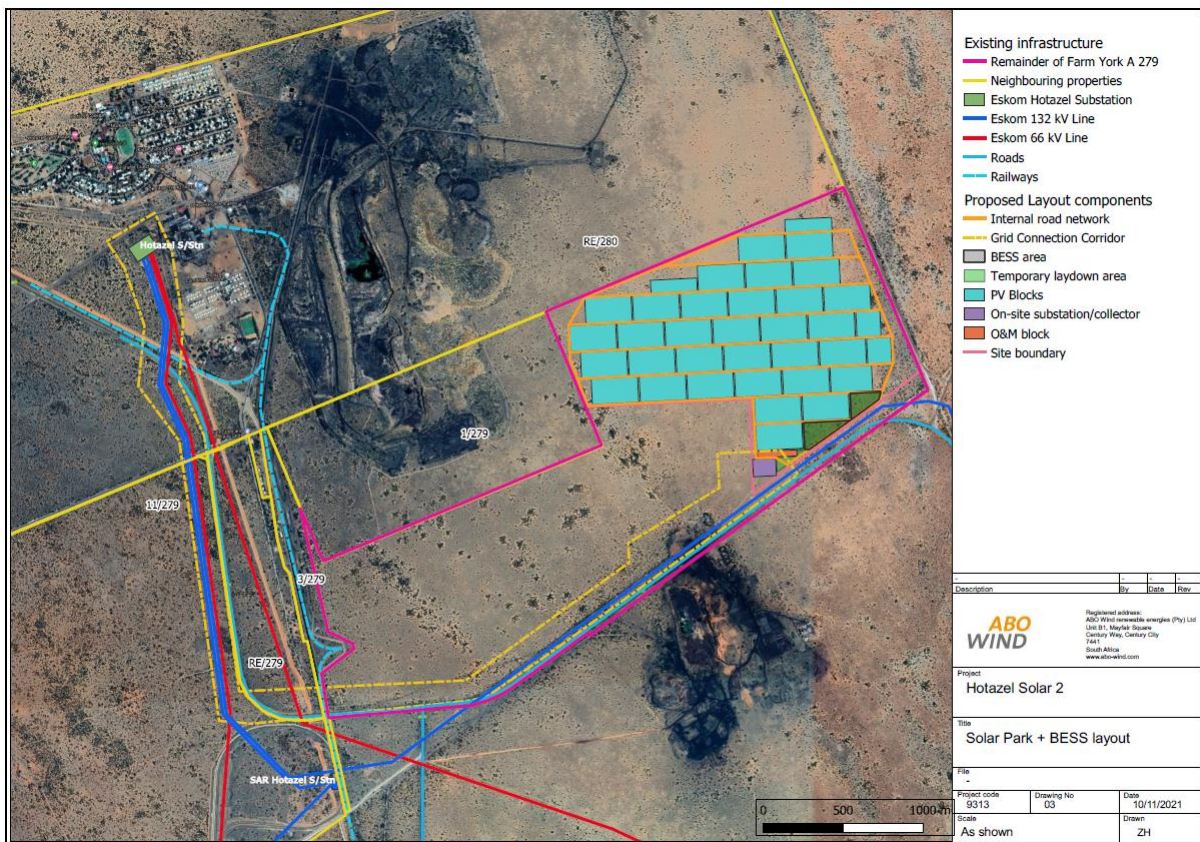 Hotazel S/Stn
RE/280
1/279
11/279
3/279
RE/279
SAR Hotazel S/Stn
0 500 1000 m
Existing infrastructure
Remainder of Farm York A 279
Neighbouring properties
Eskom Hotazel Substation
Eskom 132 kV Line
Eskom 66 kV Line
Roads
Railways
Proposed Layout components
Internal road network
Grid Connection Corridor
BESS area
Temporary laydown area
PV Blocks
On-site substation/collector
O&M block
Site boundary
- - - -
Description By Date Rev
ABO
WIND
Registered address:
ABO Wind renewable energies (Pty) Ltd
Unit B1, Mayfair Square
Century Way, Century City
7441
South Africa
www.abo-wind.com
Project
Hotazel Solar 2
Title
Solar Park + BESS layout
File
-
Project code Drawing No Date
9313 03 10/11/2021
Scale Drawn
As shown ZH